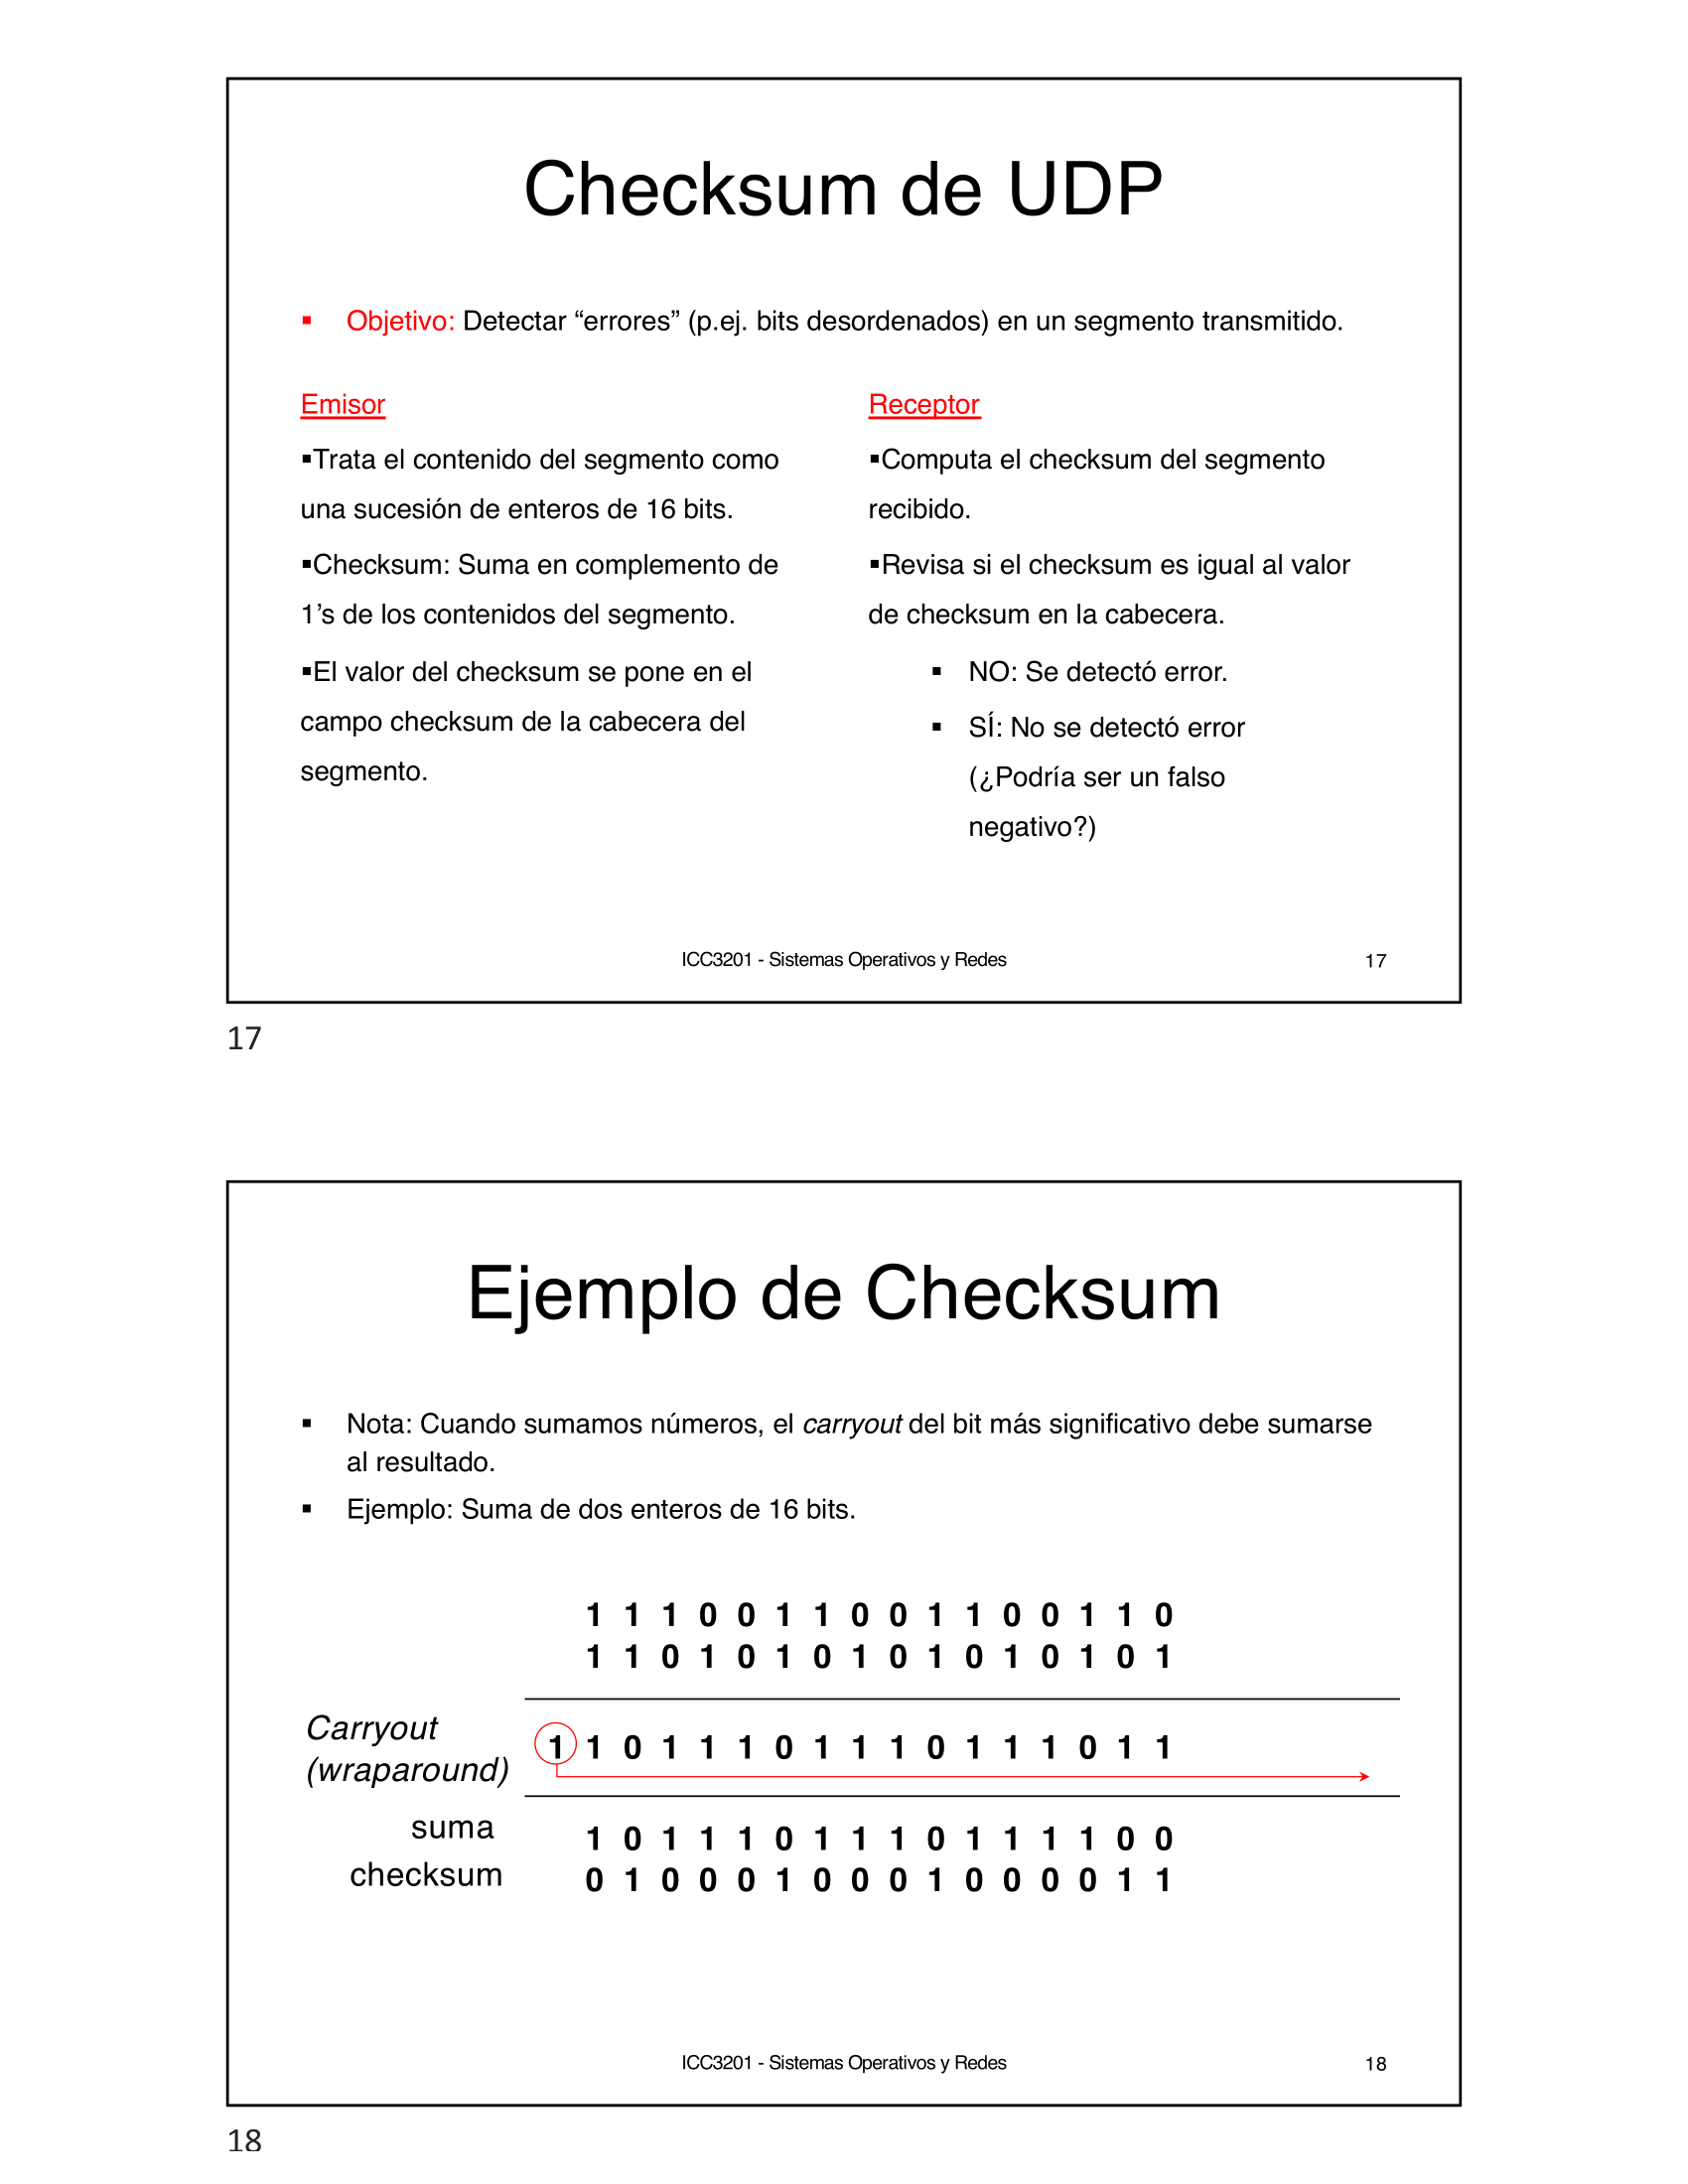 Checksum de UDP
▪ Objetivo: Detectar “errores” (p.ej. bits desordenados) en un segmento transmitido.
Emisor
▪Trata el contenido del segmento como
una sucesión de enteros de 16 bits.
▪Checksum: Suma en complemento de
1’s de los contenidos del segmento.
▪El valor del checksum se pone en el
campo checksum de la cabecera del
segmento.
Receptor
▪Computa el checksum del segmento
recibido.
▪Revisa si el checksum es igual al valor
de checksum en la cabecera.
▪ NO: Se detectó error.
▪ SÍ: No se detectó error
(¿Podría ser un falso
negativo?)
ICC3201 - Sistemas Operativos y Redes 17
17
Ejemplo de Checksum
▪ Nota: Cuando sumamos números, el carryout del bit más significativo debe sumarse
al resultado.
▪ Ejemplo: Suma de dos enteros de 16 bits.
1 1 1 0 0 1 1 0 0 1 1 0 0 1 1 0
1 1 0 1 0 1 0 1 0 1 0 1 0 1 0 1
Carryout
(wraparound)
1 1 0 1 1 1 0 1 1 1 0 1 1 1 0 1 1
suma 1 0 1 1 1 0 1 1 1 0 1 1 1 1 0 0
checksum 0 1 0 0 0 1 0 0 0 1 0 0 0 0 1 1
ICC3201 - Sistemas Operativos y Redes 18
18